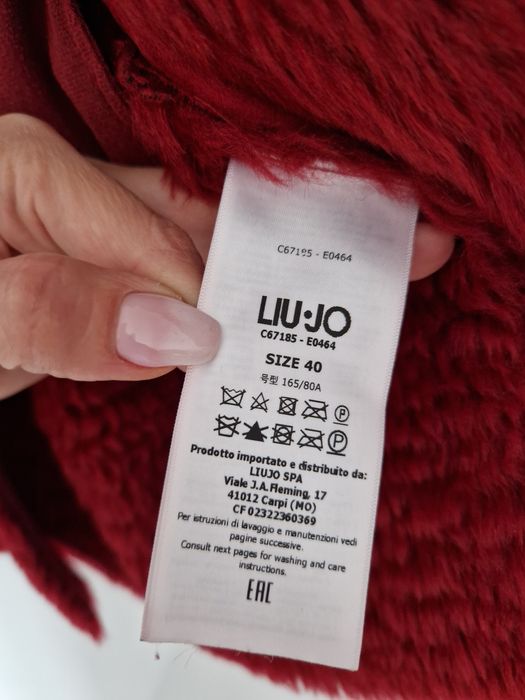 C67185 - E0464
LIU·JO
C67185 - E0464
SIZE 40
号型 165/80A
P
P
Prodotto importato e distribuito da:
LIUJO SPA
Viale J.A.Fleming, 17
41012 Carpi (MO)
CF 02322360369
Per istruzioni di lavaggio e manutenzioni vedi
pagine successive.
Consult next pages for washing and care
instructions.
EAC